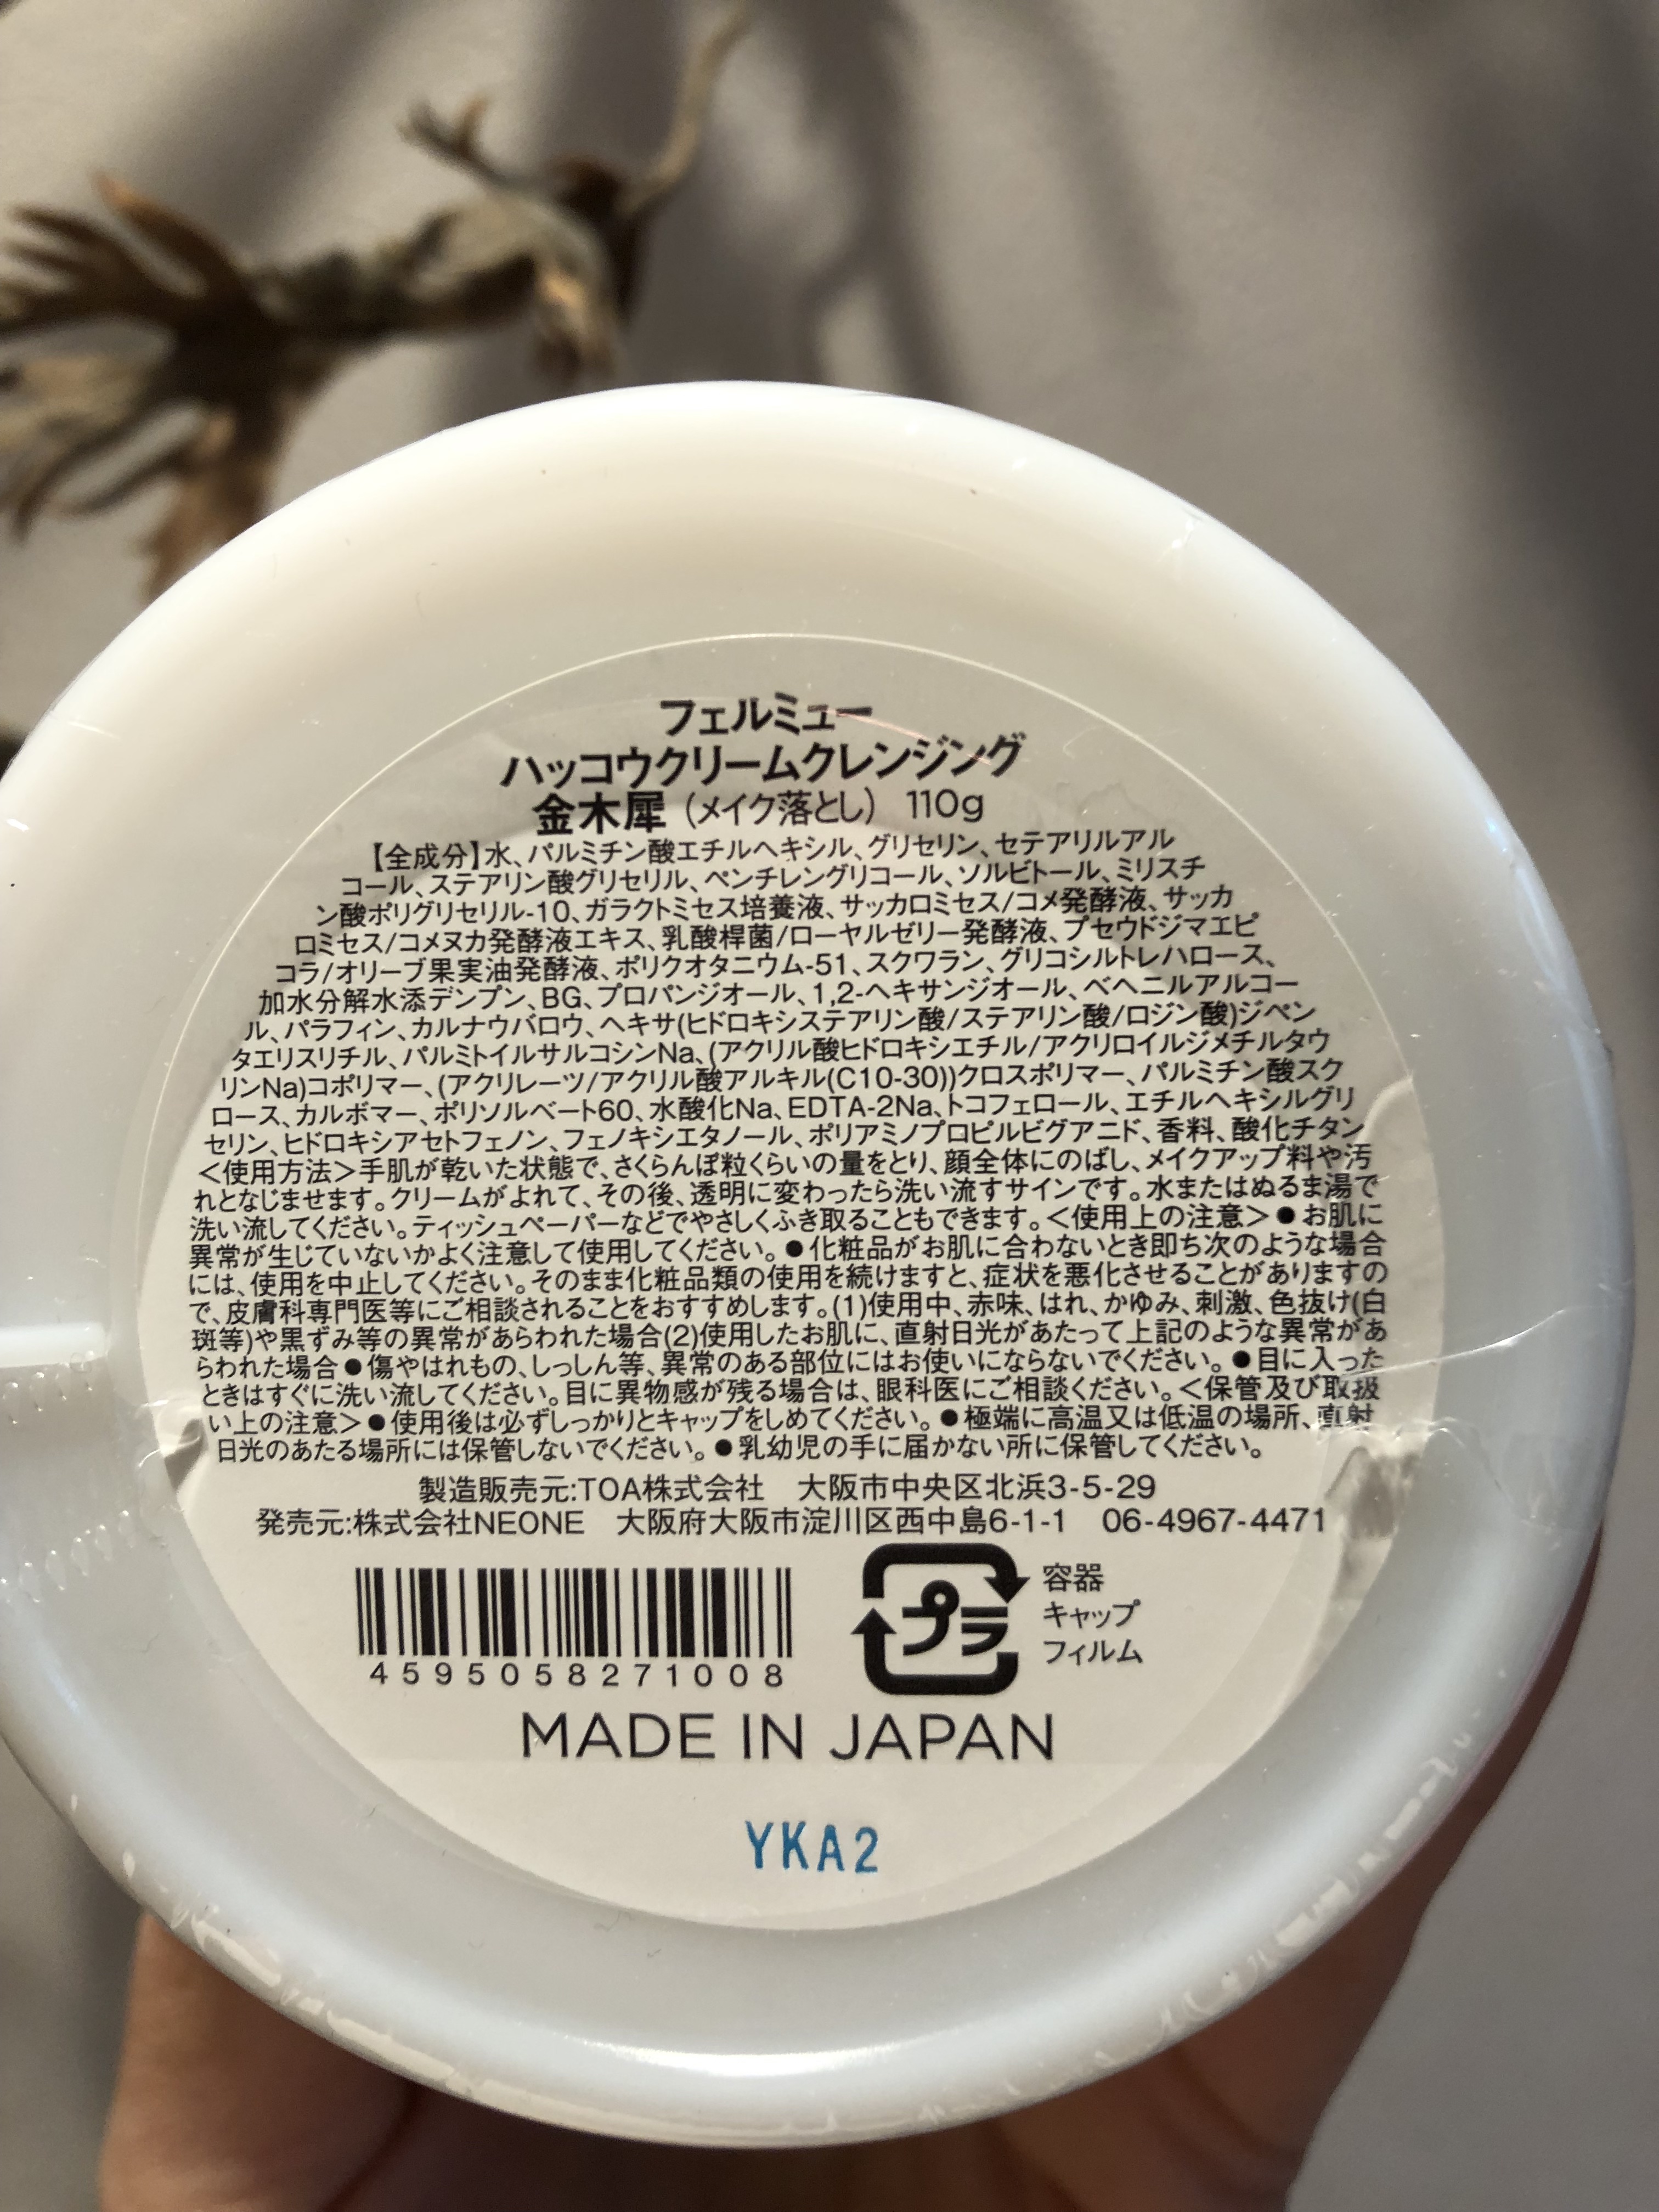 フェルミュー
ハッコウクリームクレンジング
金木犀（メイク落とし） 110g
【全成分】水、パルミチン酸エチルヘキシル、グリセリン、セテアリルアル
コール、ステアリン酸グリセリル、ペンチレングリコール、ソルビトール、ミリスチ
ン酸ポリグリセリル-10、ガラクトミセス培養液、サッカロミセス/コメ発酵液、サッカ
ロミセス/コメヌカ発酵液エキス、乳酸桿菌/ローヤルゼリー発酵液、プセウドジマエピ
コラ/オリーブ果実油発酵液、ポリクオタニウム-51、スクワラン、グリコシルトレハロース、
加水分解水添デンプン、BG、プロパンジオール、1,2-ヘキサンジオール、ベヘニルアルコー
ル、パラフィン、カルナウバロウ、ヘキサ(ヒドロキシステアリン酸/ステアリン酸/ロジン酸)ジペン
タエリスリチル、パルミトイルサルコシンNa、(アクリル酸ヒドロキシエチル/アクリロイルジメチルタウ
リンNa)コポリマー、(アクリレーツ/アクリル酸アルキル(C10-30))クロスポリマー、パルミチン酸スク
ロース、カルボマー、ポリソルベート60、水酸化Na、EDTA-2Na、トコフェロール、エチルヘキシルグリ
セリン、ヒドロキシアセトフェノン、フェノキシエタノール、ポリアミノプロピルビグアニド、香料、酸化チタン
＜使用方法＞手肌が乾いた状態で、さくらんぼ粒くらいの量をとり、顔全体にのばし、メイクアップ料や汚
れとなじませます。クリームがよれて、その後、透明に変わったら洗い流すサインです。水またはぬるま湯で
洗い流してください。ティッシュペーパーなどでやさしくふき取ることもできます。＜使用上の注意＞●お肌に
異常が生じていないかよく注意して使用してください。●化粧品がお肌に合わないとき即ち次のような場合
には、使用を中止してください。そのまま化粧品類の使用を続けますと、症状を悪化させることがありますの
で、皮膚科専門医等にご相談されることをおすすめします。(1)使用中、赤味、はれ、かゆみ、刺激、色抜け(白
斑等)や黒ずみ等の異常があらわれた場合(2)使用したお肌に、直射日光があたって上記のような異常があ
らわれた場合●傷やはれもの、しっしん等、異常のある部位にはお使いにならないでください。●目に入った
ときはすぐに洗い流してください。目に異物感が残る場合は、眼科医にご相談ください。＜保管及び取扱
い上の注意＞●使用後は必ずしっかりとキャップをしめてください。●極端に高温又は低温の場所、直射
日光のあたる場所には保管しないでください。●乳幼児の手に届かない所に保管してください。
製造販売元:TOA株式会社 大阪市中央区北浜3-5-29
発売元:株式会社NEONE 大阪府大阪市淀川区西中島6-1-1 06-4967-4471
プラ
容器
キャップ
フィルム
4595058271008
MADE IN JAPAN
YKA2